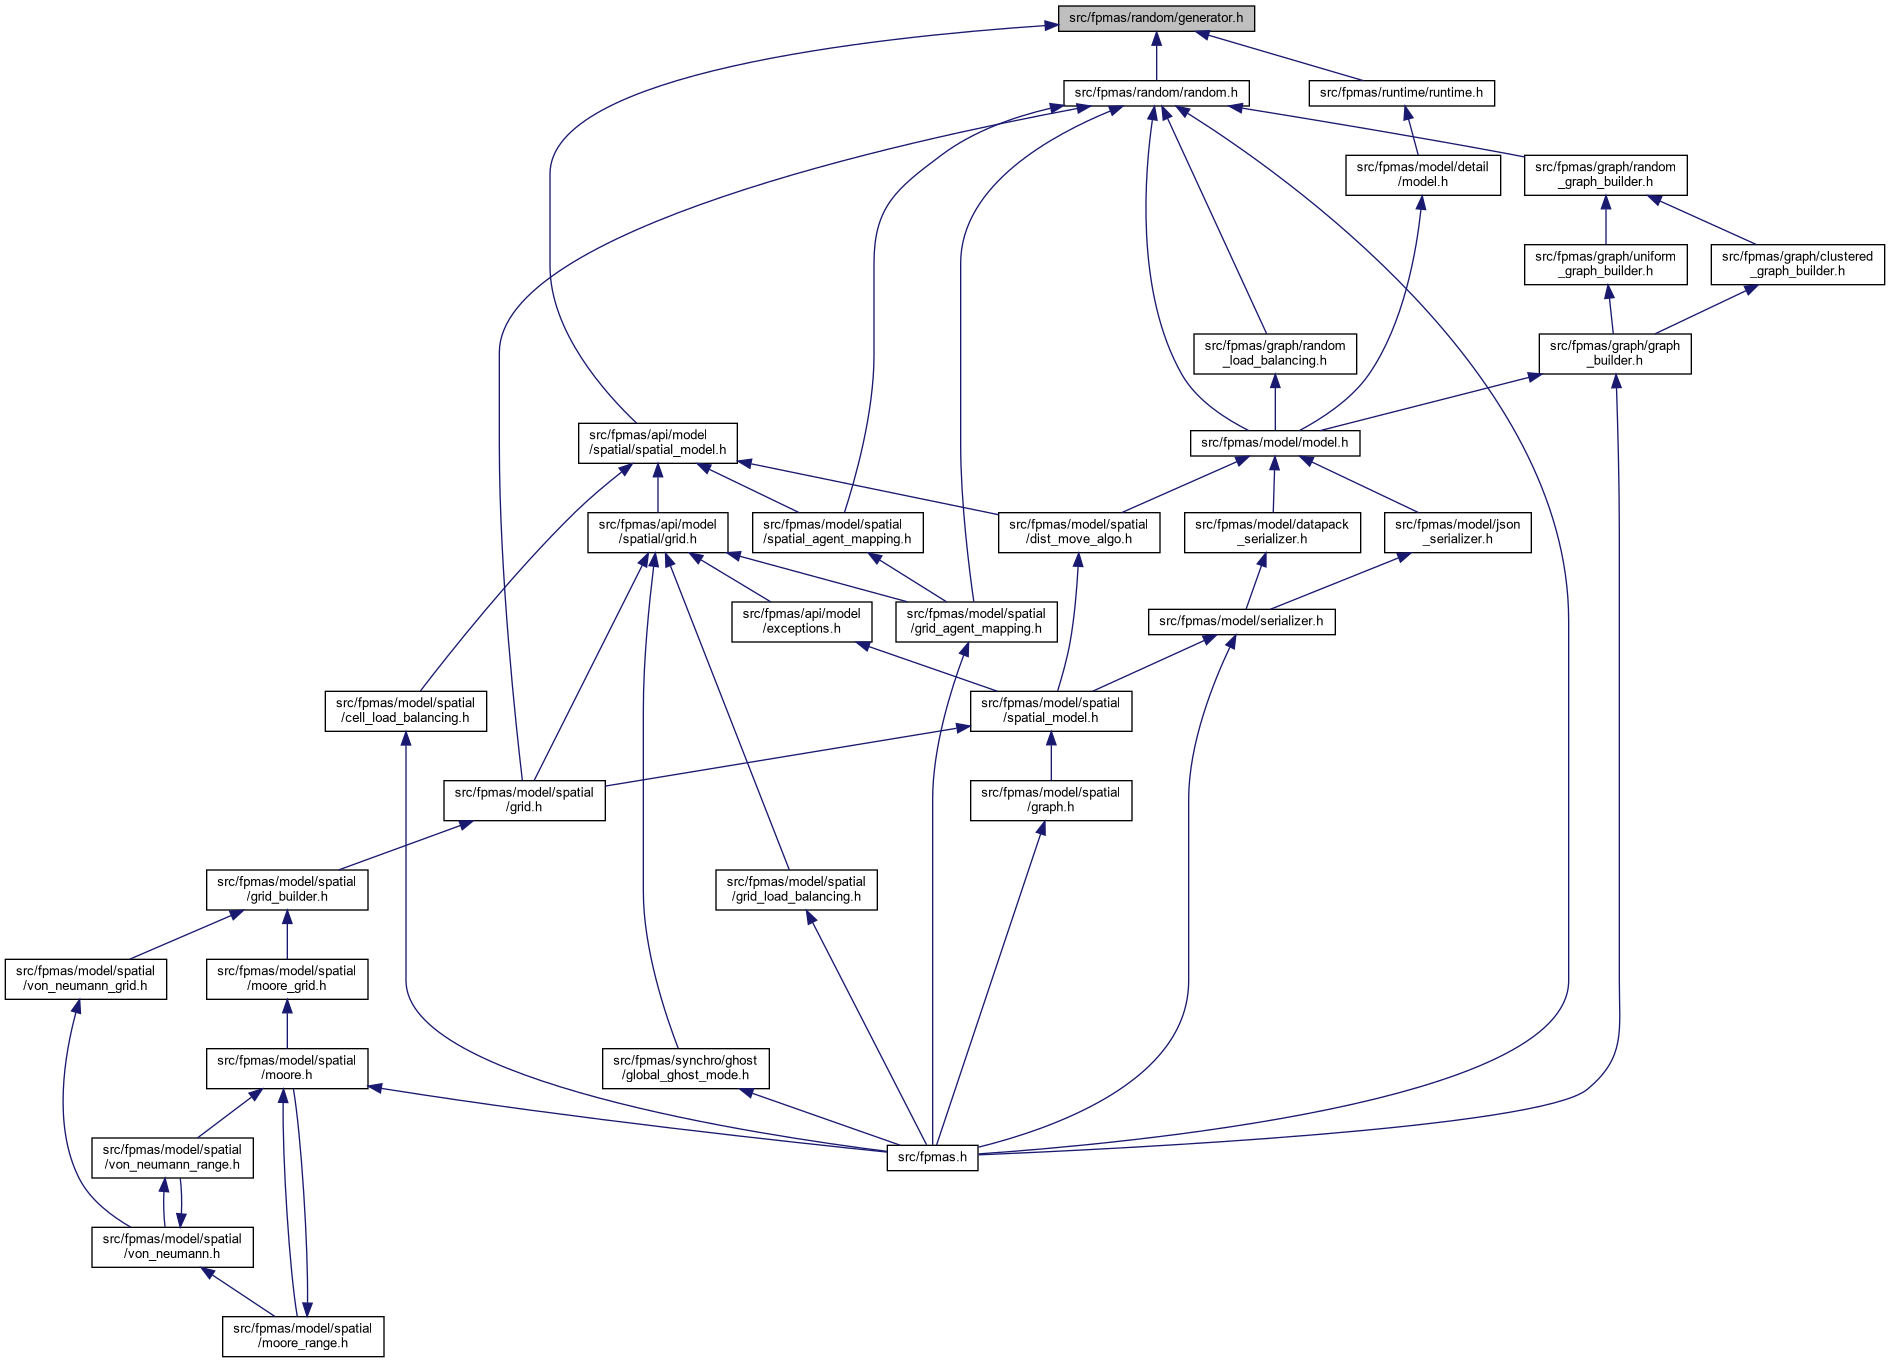 src/fpmas/random/generator.h
src/fpmas/random/random.h
src/fpmas/runtime/runtime.h
src/fpmas/model/detail
/model.h
src/fpmas/graph/random
_graph_builder.h
src/fpmas/graph/uniform
_graph_builder.h
src/fpmas/graph/clustered
_graph_builder.h
src/fpmas/graph/random
_load_balancing.h
src/fpmas/graph/graph
_builder.h
src/fpmas/api/model
/spatial/spatial_model.h
src/fpmas/model/model.h
src/fpmas/api/model
/spatial/grid.h
src/fpmas/model/spatial
/spatial_agent_mapping.h
src/fpmas/model/spatial
/dist_move_algo.h
src/fpmas/model/datapack
_serializer.h
src/fpmas/model/json
_serializer.h
src/fpmas/api/model
/exceptions.h
src/fpmas/model/spatial
/grid_agent_mapping.h
src/fpmas/model/serializer.h
src/fpmas/model/spatial
/cell_load_balancing.h
src/fpmas/model/spatial
/spatial_model.h
src/fpmas/model/spatial
/grid.h
src/fpmas/model/spatial
/graph.h
src/fpmas/model/spatial
/grid_builder.h
src/fpmas/model/spatial
/grid_load_balancing.h
src/fpmas/model/spatial
/von_neumann_grid.h
src/fpmas/model/spatial
/moore_grid.h
src/fpmas/model/spatial
/moore.h
src/fpmas/synchro/ghost
/global_ghost_mode.h
src/fpmas/model/spatial
/von_neumann_range.h
src/fpmas.h
src/fpmas/model/spatial
/von_neumann.h
src/fpmas/model/spatial
/moore_range.h